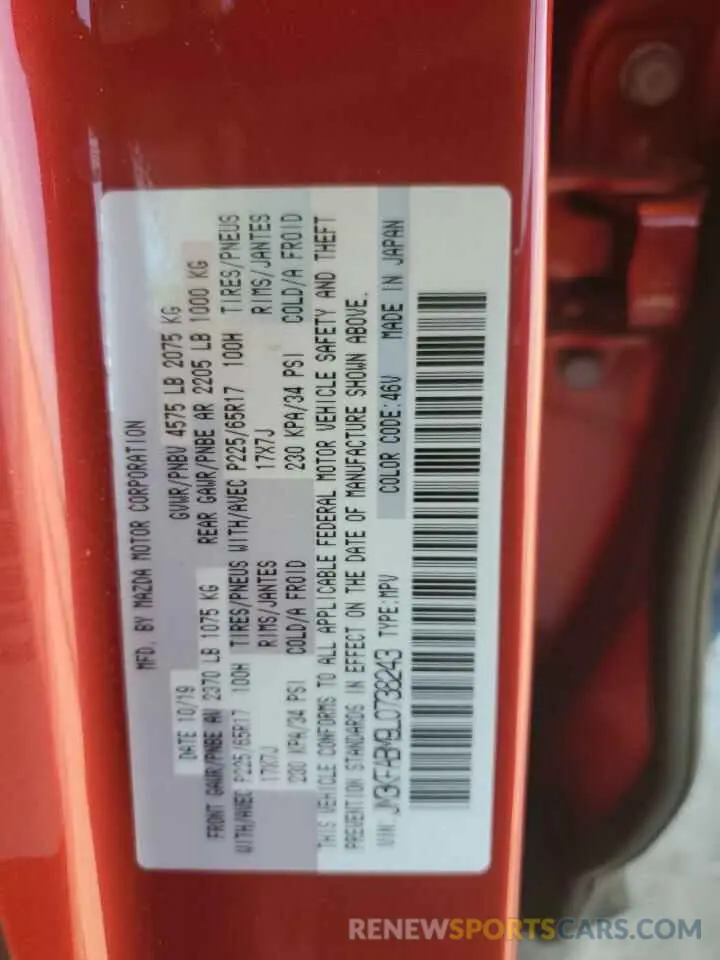 MFD. BY MAZDA MOTOR CORPORATION
DATE 10/19 GVWR/PNBV 4575 LB 2075 KG
FRONT GAWR/PNBE AV 2370 LB 1075 KG REAR GAWR/PNBE AR 2205 LB 1000 KG
WITH/AVEC P225/65R17 100H TIRES/PNEUS WITH/AVEC P225/65R17 100H TIRES/PNEUS
17X7J RIMS/JANTES 17X7J RIMS/JANTES
230 KPA/34 PSI COLD/A FROID 230 KPA/34 PSI COLD/A FROID
THIS VEHICLE CONFORMS TO ALL APPLICABLE FEDERAL MOTOR VEHICLE SAFETY AND THEFT
PREVENTION STANDARDS IN EFFECT ON THE DATE OF MANUFACTURE SHOWN ABOVE.
VIN: JM3KFABM9L0738243 TYPE:MPV COLOR CODE:46V MADE IN JAPAN
RENEWSPORTSCARS.COM